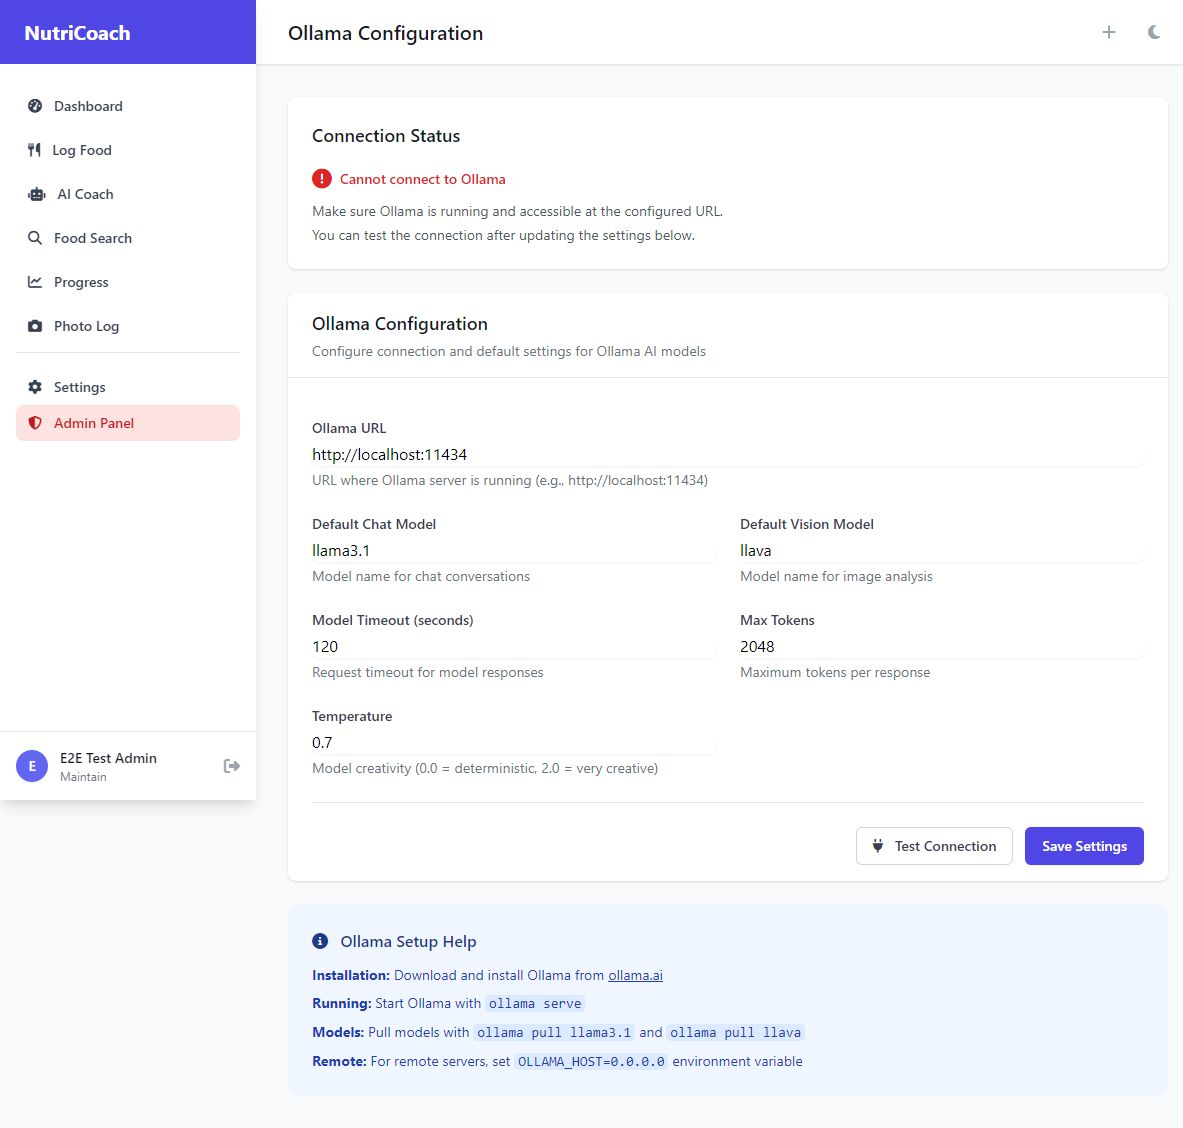 NutriCoach
Ollama Configuration
Dashboard
Log Food
AI Coach
Food Search
Progress
Photo Log
Settings
Admin Panel
E
E2E Test Admin
Maintain
Connection Status
Cannot connect to Ollama
Make sure Ollama is running and accessible at the configured URL.
You can test the connection after updating the settings below.
Ollama Configuration
Configure connection and default settings for Ollama AI models
Ollama URL
http://localhost:11434
URL where Ollama server is running (e.g., http://localhost:11434)
Default Chat Model
llama3.1
Model name for chat conversations
Default Vision Model
llava
Model name for image analysis
Model Timeout (seconds)
120
Request timeout for model responses
Max Tokens
2048
Maximum tokens per response
Temperature
0.7
Model creativity (0.0 = deterministic, 2.0 = very creative)
Test Connection
Save Settings
Ollama Setup Help
Installation: Download and install Ollama from ollama.ai
Running: Start Ollama with ollama serve
Models: Pull models with ollama pull llama3.1 and ollama pull llava
Remote: For remote servers, set OLLAMA_HOST=0.0.0.0 environment variable